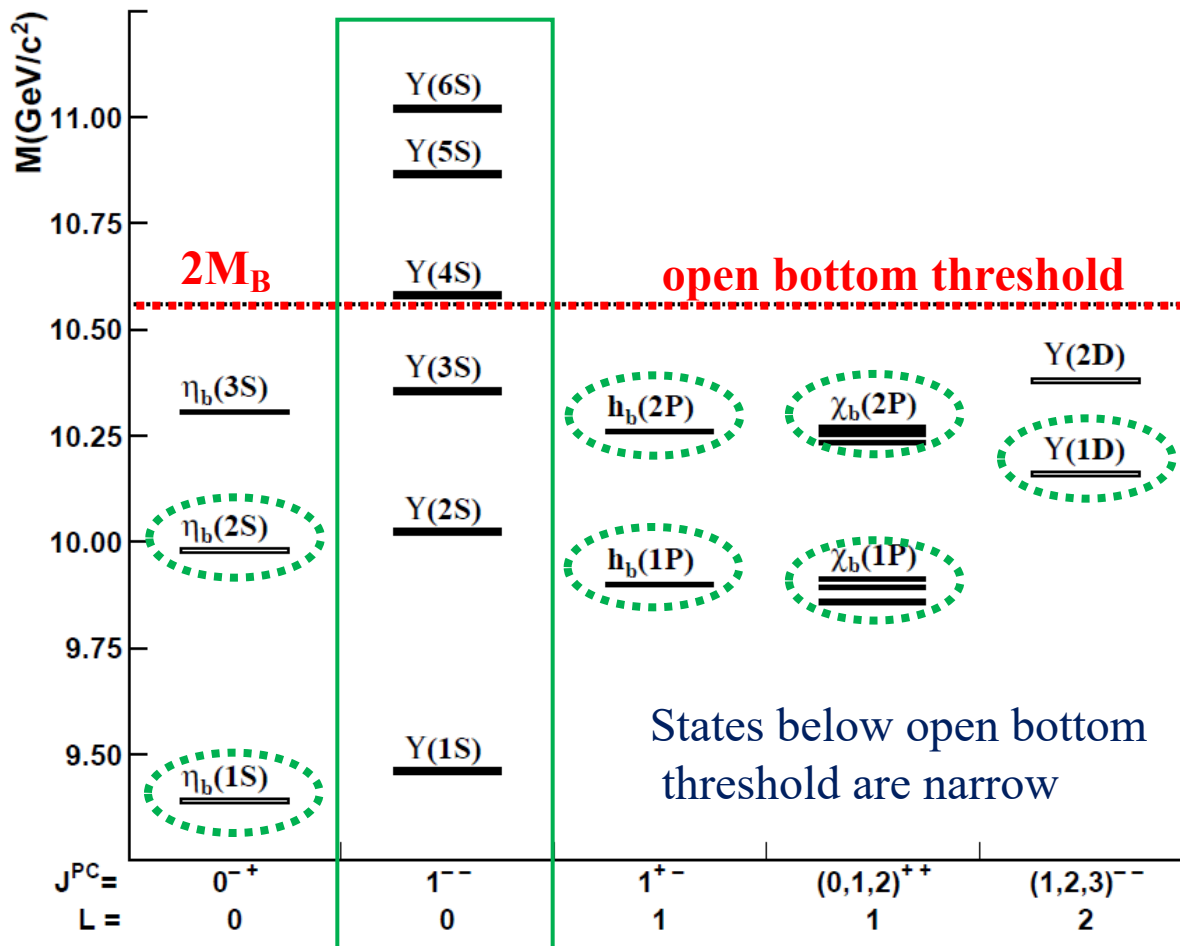 M(GeV/c²)
11.00
10.75
10.50
10.25
10.00
9.75
9.50
Υ(6S)
Υ(5S)
2M_B
Υ(4S)
open bottom threshold
η_b(3S)
Υ(3S)
h_b(2P)
χ_b(2P)
Υ(2D)
Υ(1D)
η_b(2S)
Υ(2S)
h_b(1P)
χ_b(1P)
η_b(1S)
Υ(1S)
States below open bottom
threshold are narrow
J^PC= 0⁻⁺ 1⁻⁻ 1⁺⁻ (0,1,2)⁺⁺ (1,2,3)⁻⁻
L = 0 0 1 1 2